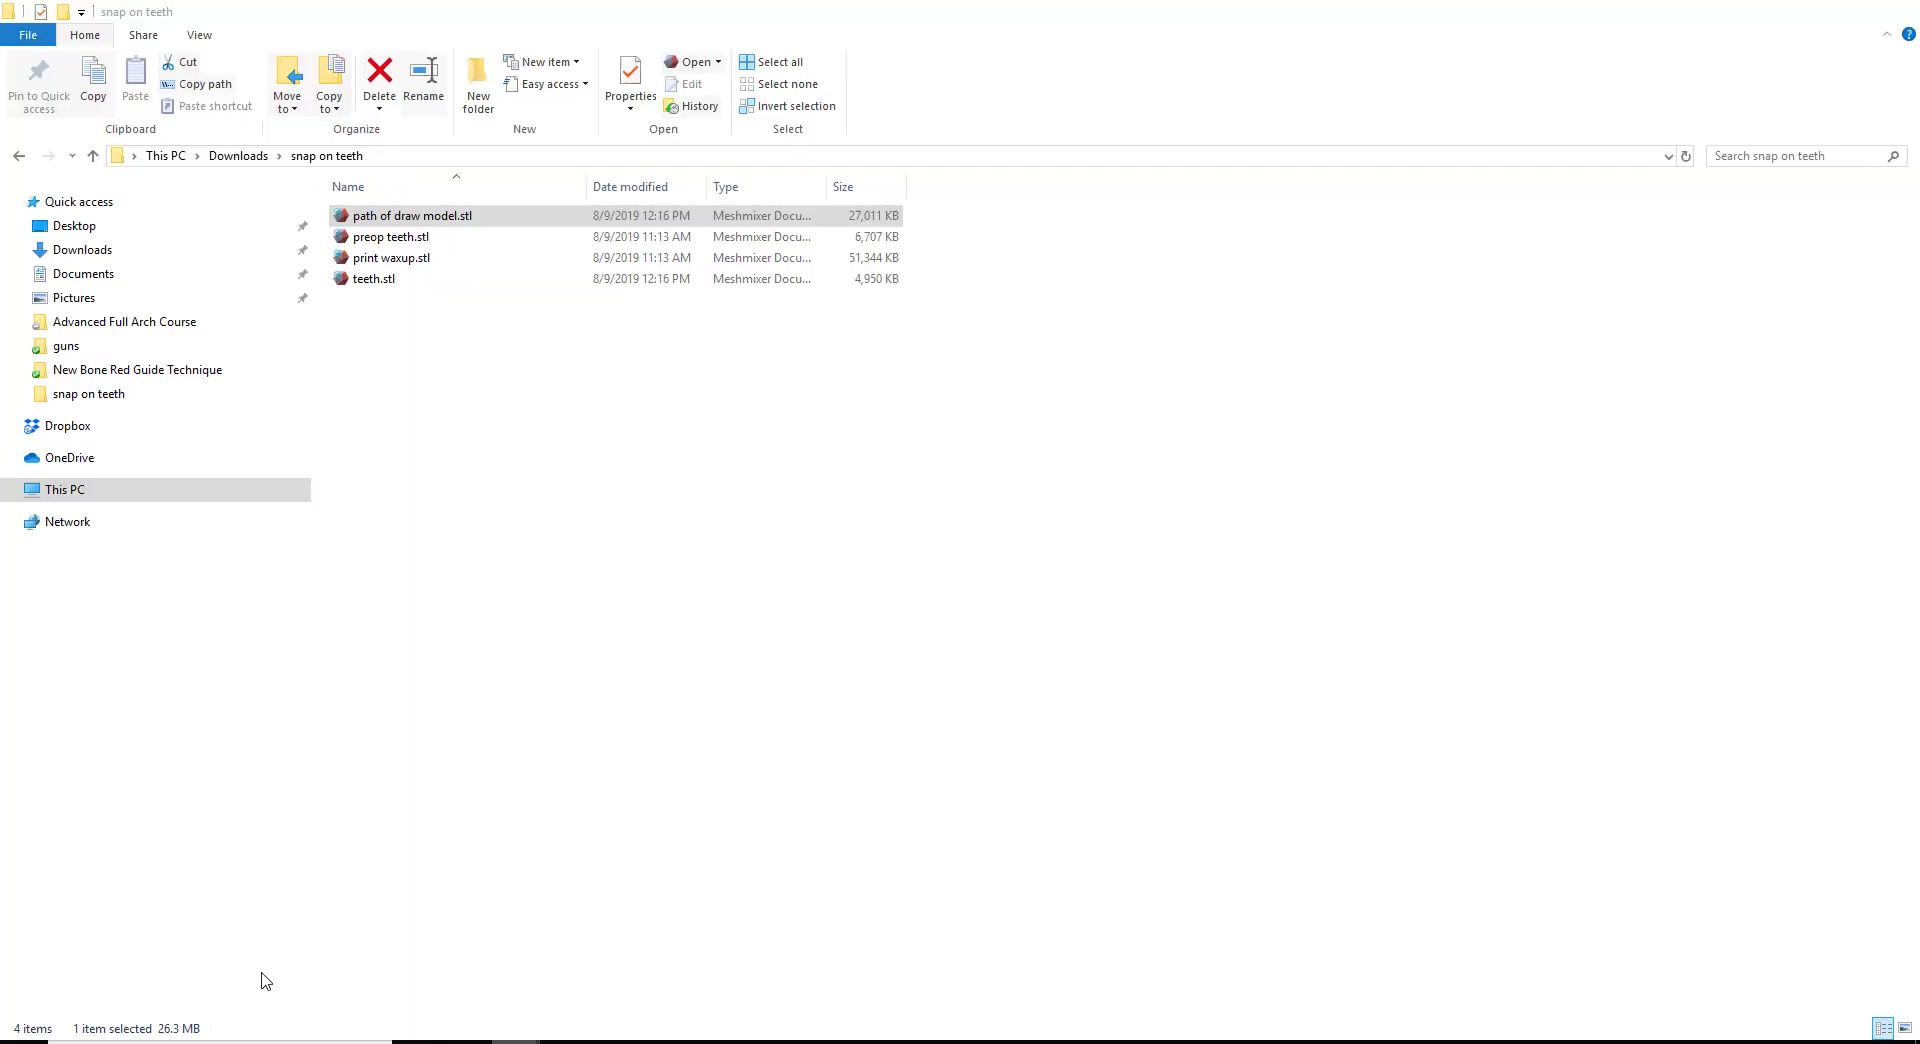 snap on teeth
File Home Share View
Pin to Quick access
Copy
Paste
Cut
Copy path
Paste shortcut
Clipboard
Move to
Copy to
Delete
Rename
Organize
New folder
New item
Easy access
New
Properties
Open
Edit
History
Open
Select all
Select none
Invert selection
Select
This PC Downloads snap on teeth
Search snap on teeth
Name Date modified Type Size
path of draw model.stl 8/9/2019 12:16 PM Meshmixer Docu... 27,011 KB
preop teeth.stl 8/9/2019 11:13 AM Meshmixer Docu... 6,707 KB
print waxup.stl 8/9/2019 11:13 AM Meshmixer Docu... 51,344 KB
teeth.stl 8/9/2019 12:16 PM Meshmixer Docu... 4,950 KB
Quick access
Desktop
Downloads
Documents
Pictures
Advanced Full Arch Course
guns
New Bone Red Guide Technique
snap on teeth
Dropbox
OneDrive
This PC
Network
4 items 1 item selected 26.3 MB